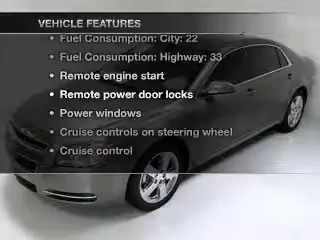 VEHICLE FEATURES
• Fuel Consumption: City: 22
• Fuel Consumption: Highway: 33
• Remote engine start
• Remote power door locks
• Power windows
• Cruise controls on steering wheel
• Cruise control